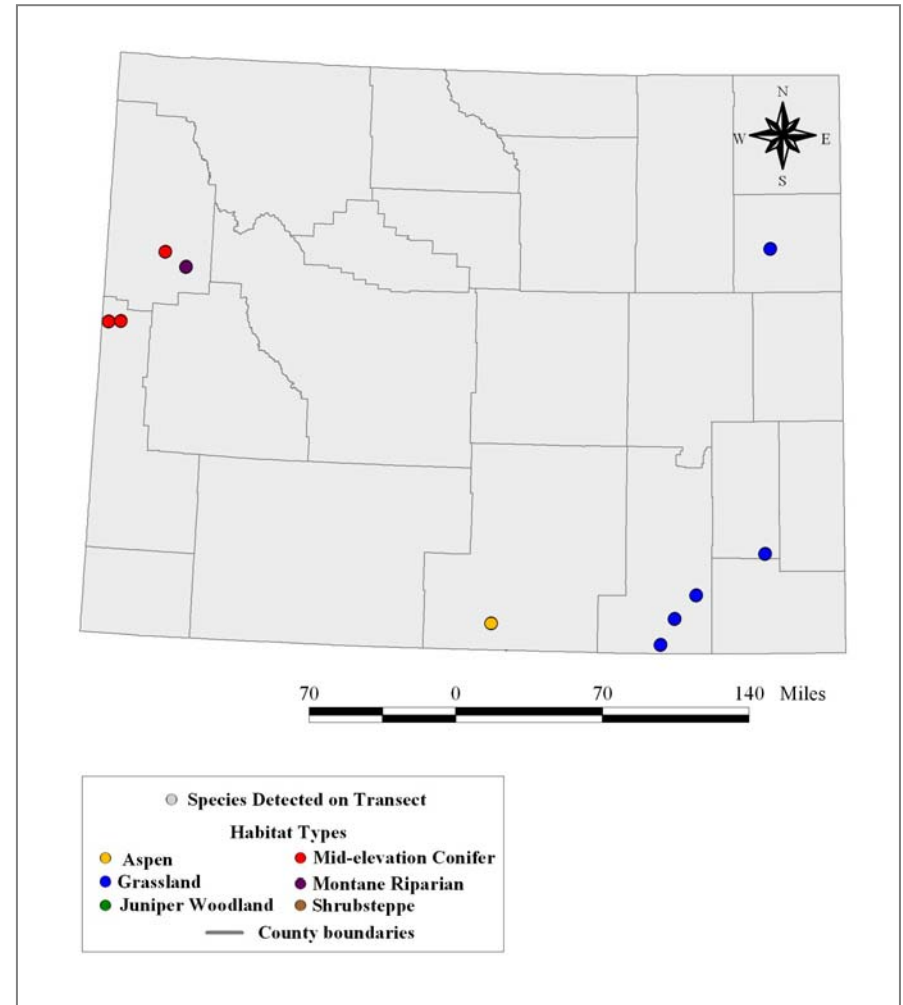 N
W E
S
70 0 70 140 Miles
Species Detected on Transect
Habitat Types
Aspen Mid-elevation Conifer
Grassland Montane Riparian
Juniper Woodland Shrubsteppe
County boundaries